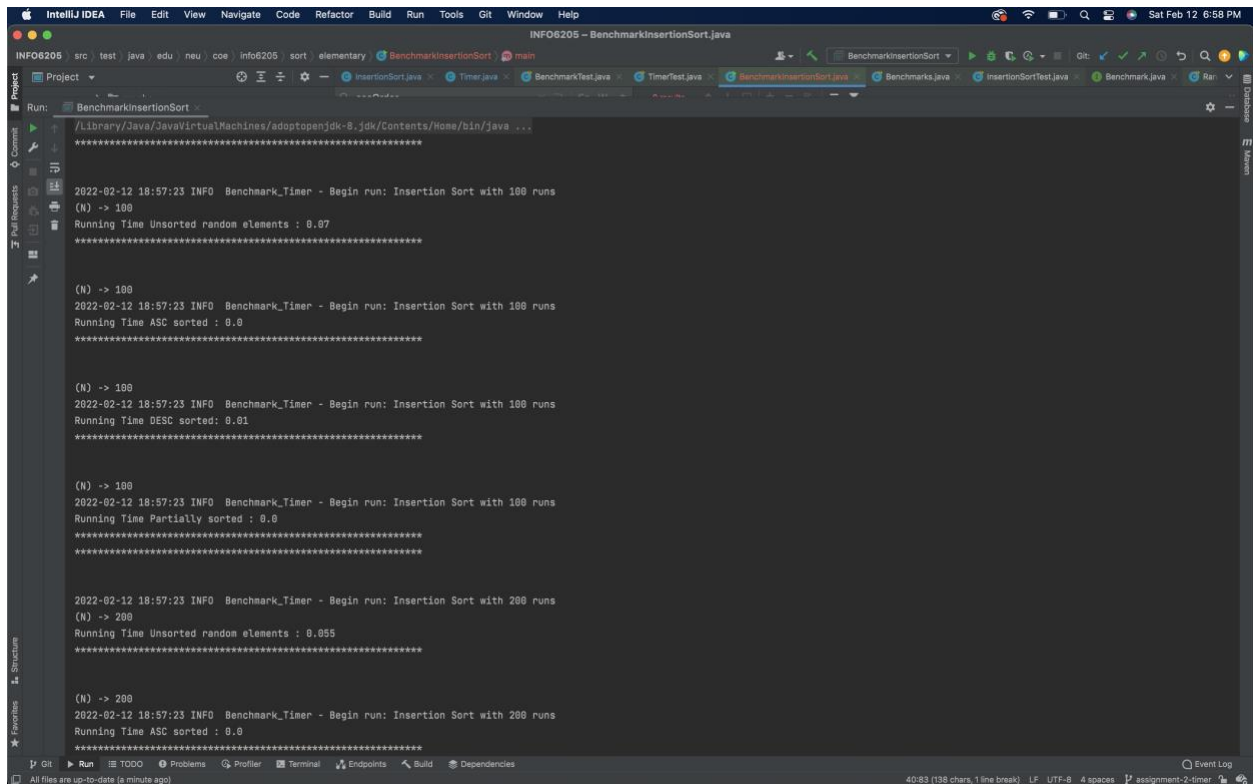 IntelliJ IDEA File Edit View Navigate Code Refactor Build Run Tools Git Window Help Sat Feb 12 6:58 PM
INFO6205 – BenchmarkInsertionSort.java
INFO6205 src test java edu neu coe info6205 sort elementary BenchmarkInsertionSort main BenchmarkInsertionSort Git:
Project InsertionSort.java Timer.java BenchmarkTest.java TimerTest.java BenchmarkInsertionSort.java Benchmarks.java InsertionSortTest.java Benchmark.java Ran
Run: BenchmarkInsertionSort
/Library/Java/JavaVirtualMachines/adoptopenjdk-8.jdk/Contents/Home/bin/java ...
************************************************************
2022-02-12 18:57:23 INFO Benchmark_Timer - Begin run: Insertion Sort with 100 runs
(N) -> 100
Running Time Unsorted random elements : 0.07
************************************************************
(N) -> 100
2022-02-12 18:57:23 INFO Benchmark_Timer - Begin run: Insertion Sort with 100 runs
Running Time ASC sorted : 0.0
************************************************************
(N) -> 100
2022-02-12 18:57:23 INFO Benchmark_Timer - Begin run: Insertion Sort with 100 runs
Running Time DESC sorted: 0.01
************************************************************
(N) -> 100
2022-02-12 18:57:23 INFO Benchmark_Timer - Begin run: Insertion Sort with 100 runs
Running Time Partially sorted : 0.0
************************************************************
************************************************************
2022-02-12 18:57:23 INFO Benchmark_Timer - Begin run: Insertion Sort with 200 runs
(N) -> 200
Running Time Unsorted random elements : 0.055
************************************************************
(N) -> 200
2022-02-12 18:57:23 INFO Benchmark_Timer - Begin run: Insertion Sort with 200 runs
Running Time ASC sorted : 0.0
************************************************************
Project
Commit
Pull Requests
Structure
Favorites
Database
Maven
Git Run TODO Problems Profiler Terminal Endpoints Build Dependencies Event Log
All files are up-to-date (a minute ago) 40:83 (138 chars, 1 line break) LF UTF-8 4 spaces assignment-2-timer